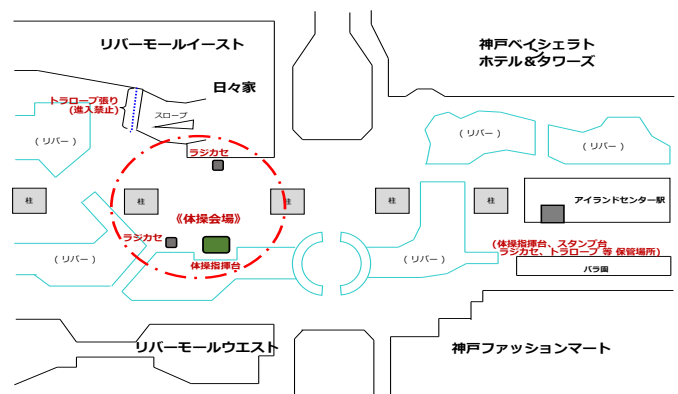 リバーモールイースト
神戸ベイシェラトン
ホテル＆タワーズ
日々家
トラロープ張り
(進入禁止)
スロープ
( リバー )
ラジカセ
( リバー )
( リバー )
柱
柱
柱
柱
柱
アイランドセンター駅
《体操会場》
ラジカセ
体操指揮台
( リバー )
( リバー )
(体操指揮台、スタンプ台
ラジカセ、トラロープ 等 保管場所)
バラ園
リバーモールウエスト
神戸ファッションマート